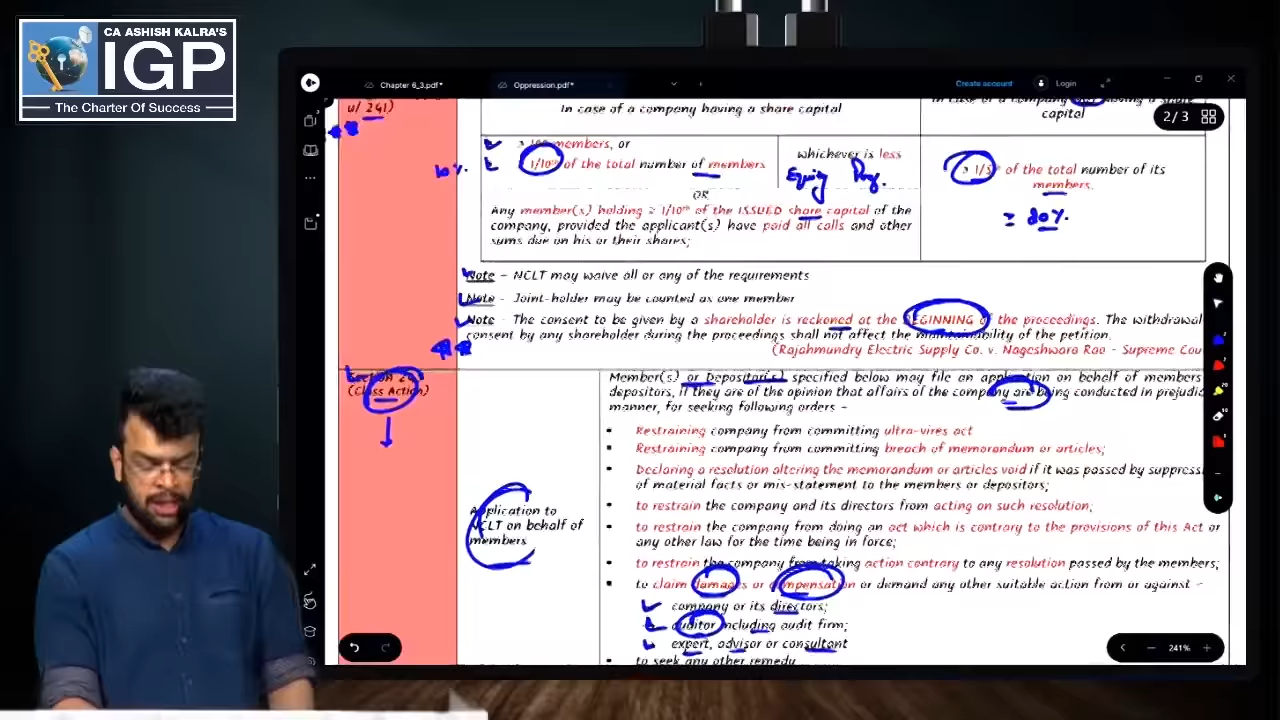 CA ASHISH KALRA'S
IGP
The Charter Of Success
Chapter 6_3.pdf*
Oppression.pdf*
Create account
Login
2/3
u/ 241)
In case of a company having a share capital
In case of a company having a share
capital
members, or
1/10th of the total number of members
whichever is less
10%.
Equity
OR
Any member(s) holding ≥ 1/10th of the ISSUED share capital of the
company, provided the applicant(s) have paid all calls and other
sums due on his or their shares;
≥ 1/5th of the total number of its
members.
= 20%.
Note - NCLT may waive all or any of the requirements
Note - Joint-holder may be counted as one member
Note - The consent to be given by a shareholder is reckoned at the BEGINNING of the proceedings. The withdrawal
consent by any shareholder during the proceedings shall not affect the maintainability of the petition.
(Rajahmundry Electric Supply Co. v. Nageshwara Rao - Supreme Cou
Section
(Class Action)
Application to
NCLT on behalf of
members
Member(s) or Depositor(s) specified below may file an application on behalf of members
depositors, if they are of the opinion that affairs of the company are being conducted in prejudic
manner, for seeking following orders -
• Restraining company from committing ultra-vires act
• Restraining company from committing breach of memorandum or articles;
• Declaring a resolution altering the memorandum or articles void if it was passed by suppress
of material facts or mis-statement to the members or depositors;
• to restrain the company and its directors from acting on such resolution;
• to restrain the company from doing an act which is contrary to the provisions of this Act or
any other law for the time being in force;
• to restrain the company from taking action contrary to any resolution passed by the members;
• to claim damages or compensation or demand any other suitable action from or against -
company or its directors;
auditor including audit firm;
expert, advisor or consultant
• to seek any other remedy
241%